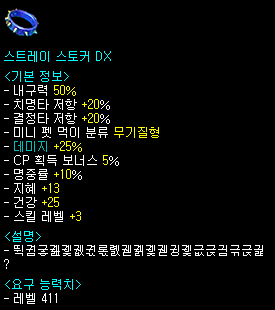 스트레이 스토커 DX
<기본 정보>
- 내구력 50%
- 치명타 저항 +20%
- 결정타 저항 +20%
- 미니 펫 먹이 분류 무기질형
- 데미지 +25%
- CP 획득 보너스 5%
- 명중률 +10%
- 지혜 +13
- 건강 +25
- 스킬 레벨 +3
<설명>
?
<요구 능력치>
- 레벨 411